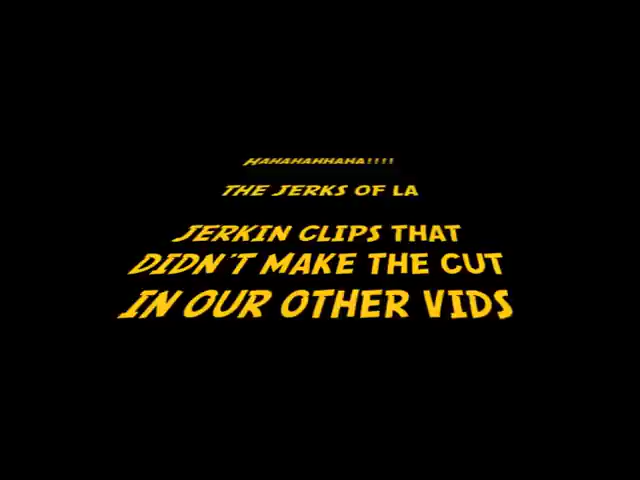 HAHAHAHHAHA!!!!
THE JERKS OF LA
JERKIN CLIPS THAT
DIDN'T MAKE THE CUT
IN OUR OTHER VIDS